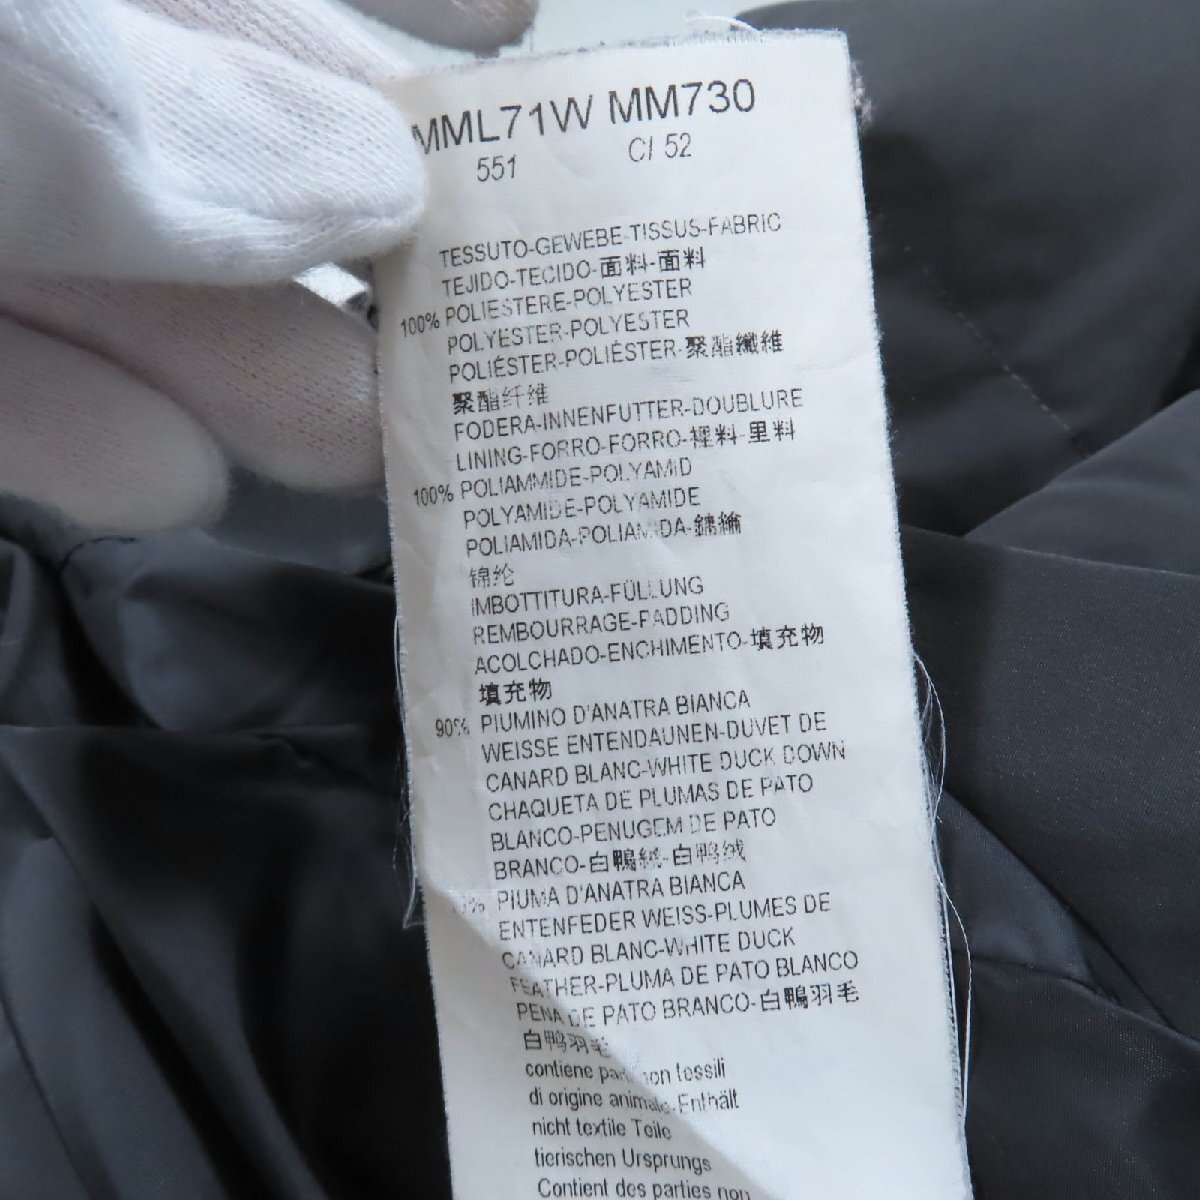 MML71W MM730
551 CI 52
TESSUTO-GEWEBE-TISSUS-FABRIC
TEJIDO-TECIDO-面料-面料
100% POLIESTERE-POLYESTER
POLYESTER-POLYESTER
POLIÉSTER-POLIÉSTER-聚酯纖維
聚酯纤维
FODERA-INNENFUTTER-DOUBLURE
LINING-FORRO-FORRO-裡料-里料
100% POLIAMMIDE-POLYAMID
POLYAMIDE-POLYAMIDE
POLIAMIDA-POLIAMIDA-錦綸
锦纶
IMBOTTITURA-FÜLLUNG
REMBOURRAGE-PADDING
ACOLCHADO-ENCHIMENTO-填充物
填充物
90% PIUMINO D'ANATRA BIANCA
WEISSE ENTENDAUNEN-DUVET DE
CANARD BLANC-WHITE DUCK DOWN
CHAQUETA DE PLUMAS DE PATO
BLANCO-PENUGEM DE PATO
BRANCO-白鴨絨-白鸭绒
PIUMA D'ANATRA BIANCA
ENTENFEDER WEISS-PLUMES DE
CANARD BLANC-WHITE DUCK
FEATHER-PLUMA DE PATO BLANCO
PENA DE PATO BRANCO-白鴨羽毛
白鸭羽毛
contiene parti non tessili
di origine animale-Enthält
nicht textile Teile
tierischen Ursprungs
Contient des parties non